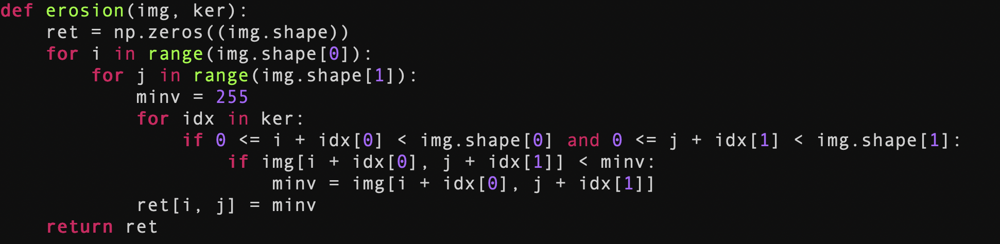 def erosion(img, ker):
    ret = np.zeros((img.shape))
    for i in range(img.shape[0]):
        for j in range(img.shape[1]):
            minv = 255
            for idx in ker:
                if 0 <= i + idx[0] < img.shape[0] and 0 <= j + idx[1] < img.shape[1]:
                    if img[i + idx[0], j + idx[1]] < minv:
                        minv = img[i + idx[0], j + idx[1]]
            ret[i, j] = minv
    return ret